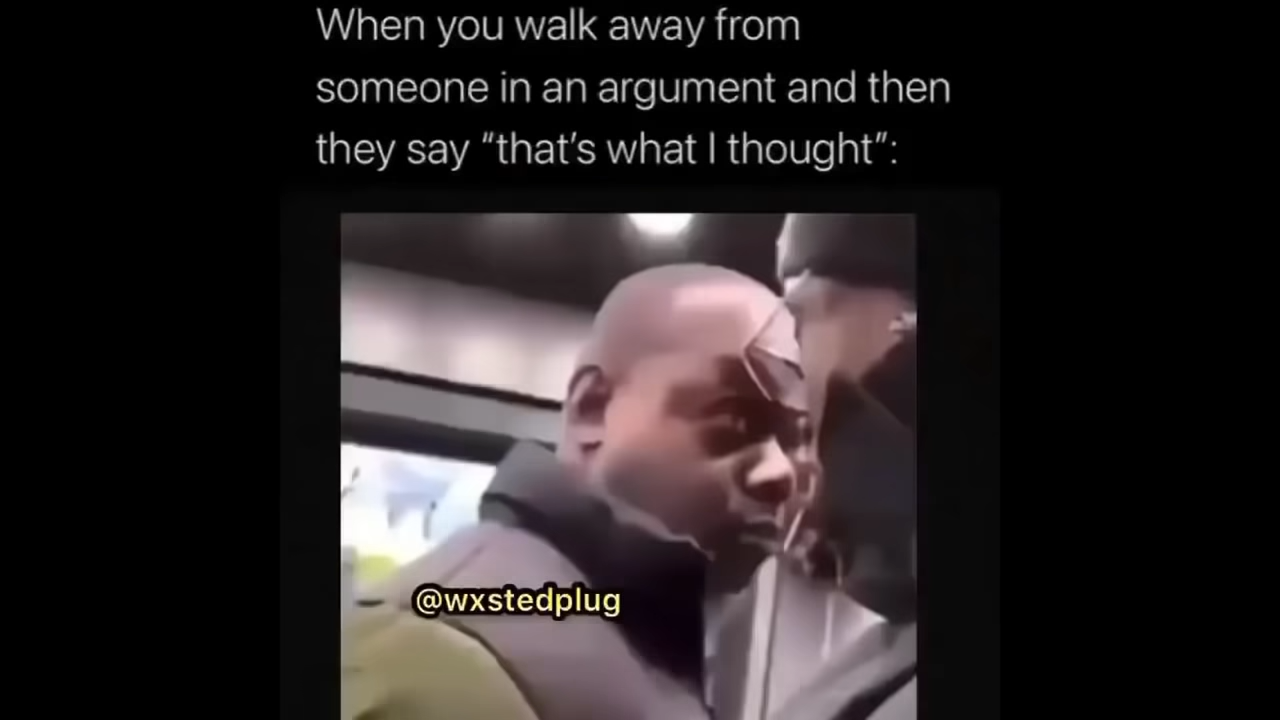 When you walk away from
someone in an argument and then
they say “that’s what I thought”:
@wxstedplug